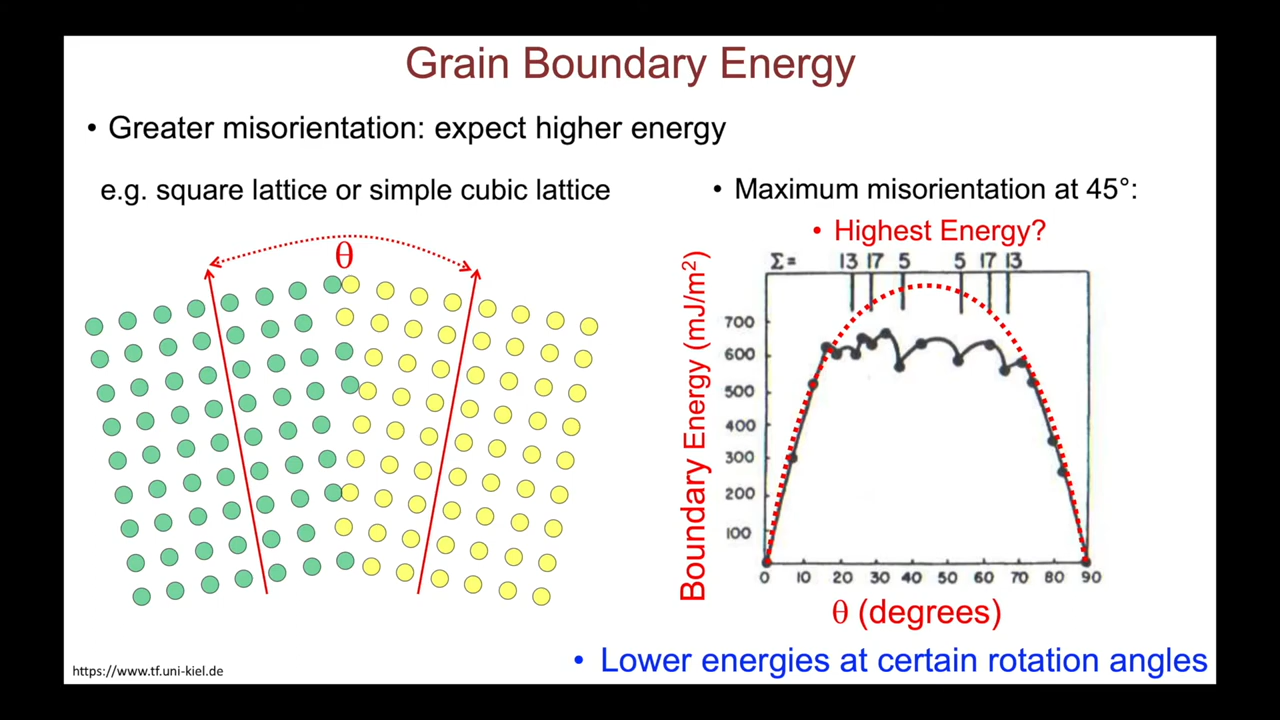 Grain Boundary Energy
• Greater misorientation: expect higher energy
e.g. square lattice or simple cubic lattice
θ
• Maximum misorientation at 45°:
• Highest Energy?
Σ= 13 17 5 5 17 13
Boundary Energy (mJ/m²)
700
600
500
400
300
200
100
0 10 20 30 40 50 60 70 80 90
θ (degrees)
• Lower energies at certain rotation angles
https://www.tf.uni-kiel.de